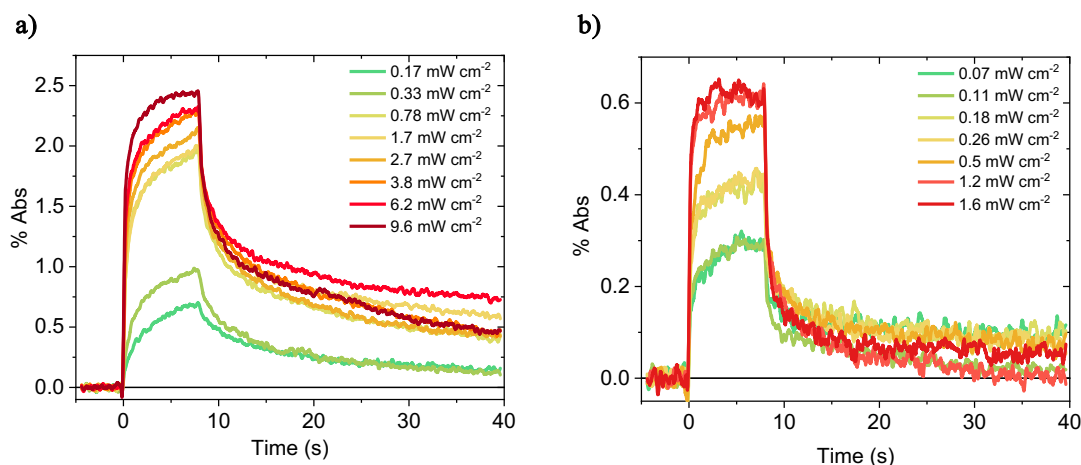 a)
% Abs
2.5
2.0
1.5
1.0
0.5
0.0
0.17 mW cm⁻²
0.33 mW cm⁻²
0.78 mW cm⁻²
1.7 mW cm⁻²
2.7 mW cm⁻²
3.8 mW cm⁻²
6.2 mW cm⁻²
9.6 mW cm⁻²
0 10 20 30 40
Time (s)
b)
% Abs
0.6
0.4
0.2
0.0
0.07 mW cm⁻²
0.11 mW cm⁻²
0.18 mW cm⁻²
0.26 mW cm⁻²
0.5 mW cm⁻²
1.2 mW cm⁻²
1.6 mW cm⁻²
0 10 20 30 40
Time (s)